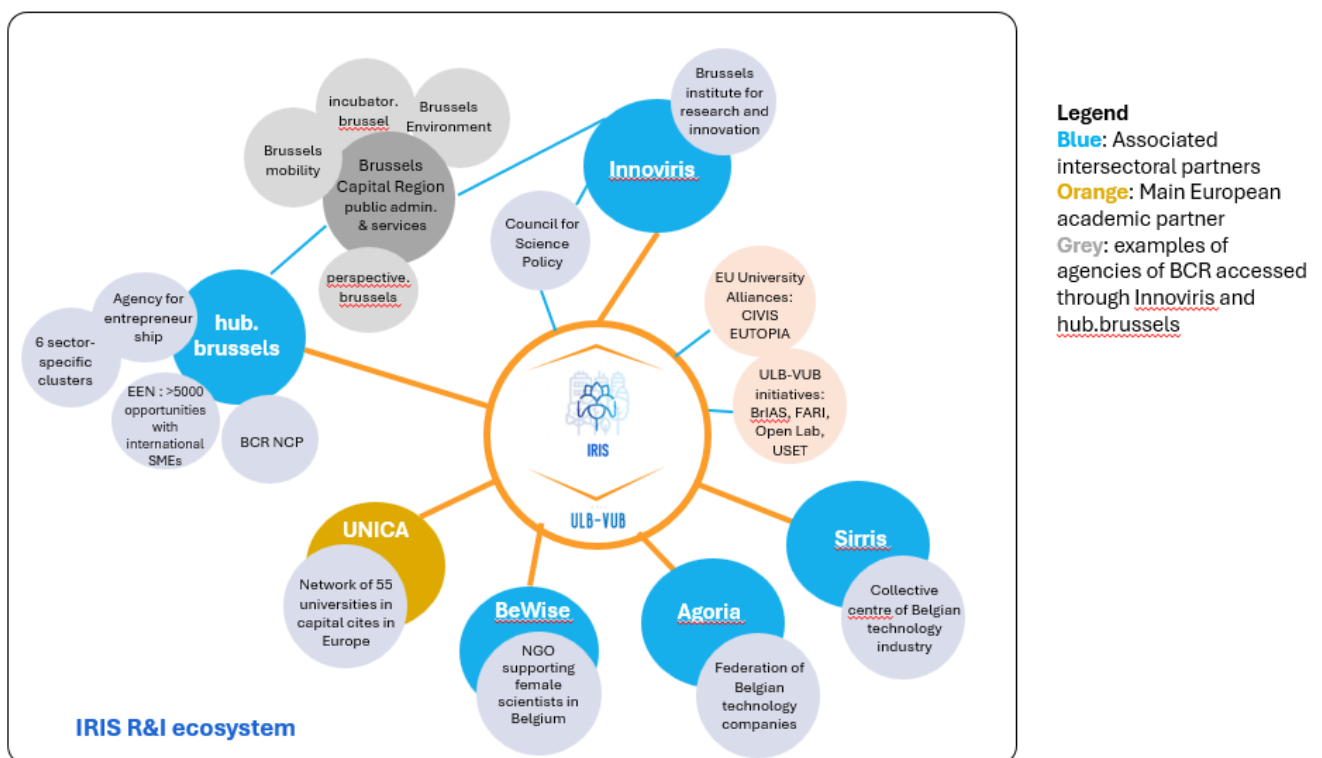 Brussels
institute for
research and
innovation
incubator.
brussel
Brussels
Environment
Brussels
mobility
Brussels
Capital Region
public admin.
& services
Innoviris
Council for
Science
Policy
perspective.
brussels
EU University
Alliances:
CIVIS
EUTOPIA
Agency for
entrepreneur
ship
hub.
brussels
6 sector-
specific
clusters
EEN : >5000
opportunities
with
international
SMEs
BCR NCP
ULB-VUB
initiatives:
BrIAS, FARI,
Open Lab,
USET
IRIS
ULB-VUB
UNICA
Network of 55
universities in
capital cites in
Europe
BeWise
NGO
supporting
female
scientists in
Belgium
Agoria
Federation of
Belgian
technology
companies
Sirris
Collective
centre of Belgian
technology
industry
IRIS R&I ecosystem
Legend
Blue: Associated
intersectoral partners
Orange: Main European
academic partner
Grey: examples of
agencies of BCR accessed
through Innoviris and
hub.brussels